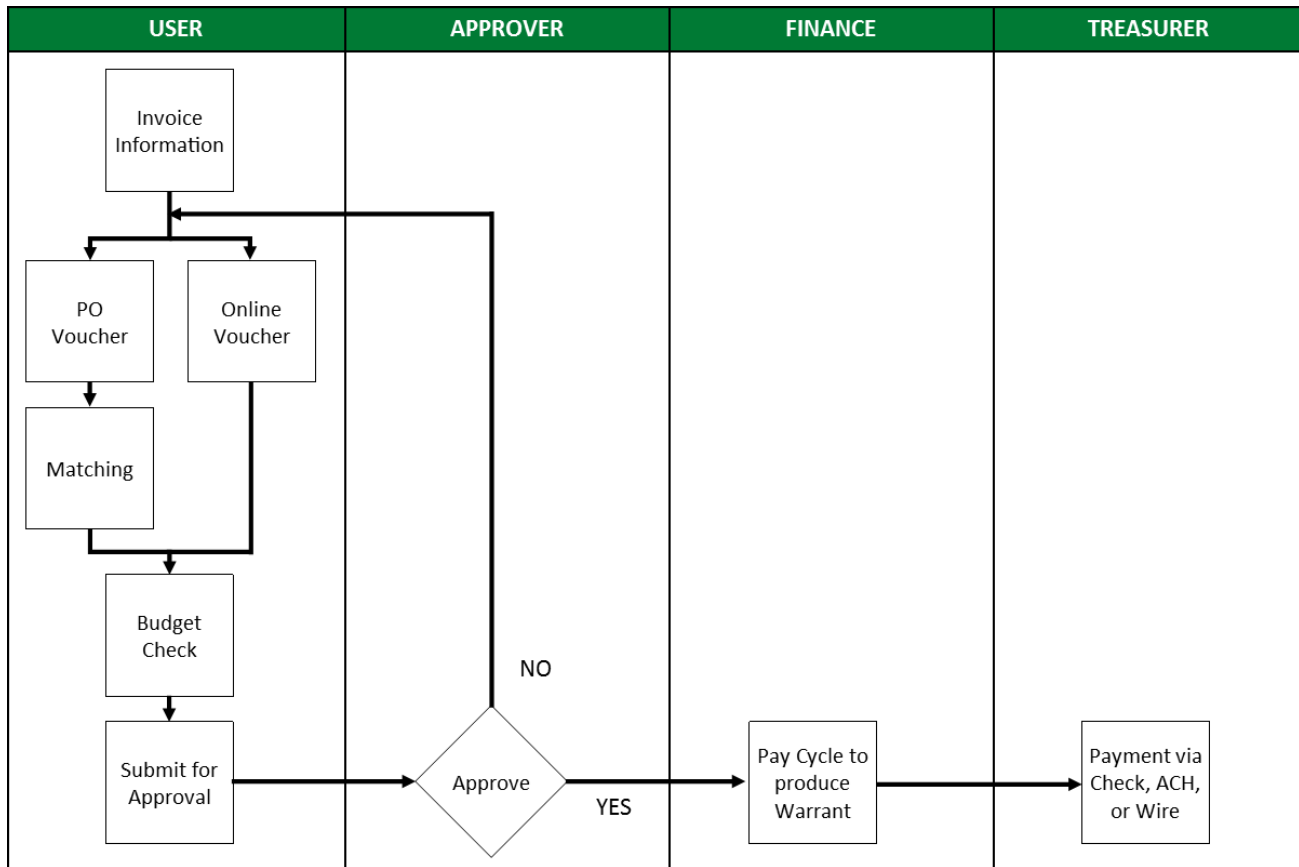 USER
APPROVER
FINANCE
TREASURER
Invoice
Information
PO
Voucher
Online
Voucher
Matching
Budget
Check
Submit for
Approval
Approve
NO
YES
Pay Cycle to
produce
Warrant
Payment via
Check, ACH,
or Wire